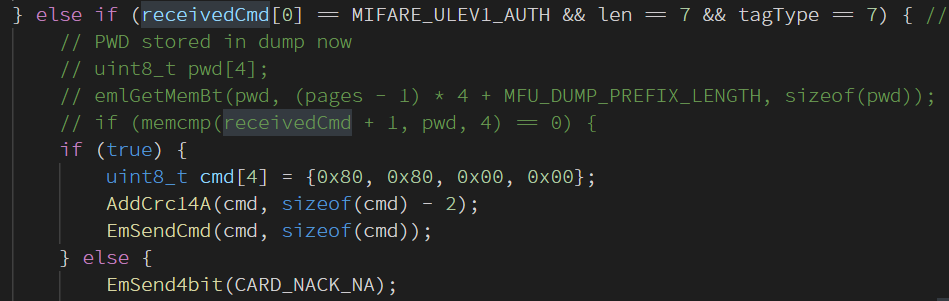 } else if (receivedCmd[0] == MIFARE_ULEV1_AUTH && len == 7 && tagType == 7) { //
// PWD stored in dump now
// uint8_t pwd[4];
// emlGetMemBt(pwd, (pages - 1) * 4 + MFU_DUMP_PREFIX_LENGTH, sizeof(pwd));
// if (memcmp(receivedCmd + 1, pwd, 4) == 0) {
if (true) {
uint8_t cmd[4] = {0x80, 0x80, 0x00, 0x00};
AddCrc14A(cmd, sizeof(cmd) - 2);
EmSendCmd(cmd, sizeof(cmd));
} else {
EmSend4bit(CARD_NACK_NA);